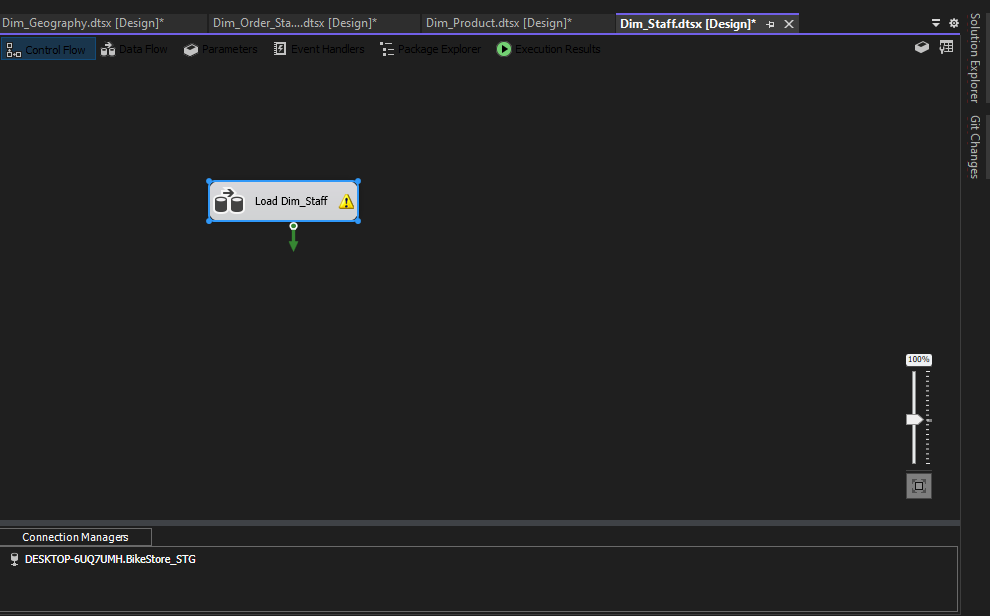 Dim_Geography.dtsx [Design]* Dim_Order_Sta....dtsx [Design]* Dim_Product.dtsx [Design]* Dim_Staff.dtsx [Design]*
Control Flow Data Flow Parameters Event Handlers Package Explorer Execution Results
Solution Explorer
Git Changes
Load Dim_Staff
100%
Connection Managers
DESKTOP-6UQ7UMH.BikeStore_STG